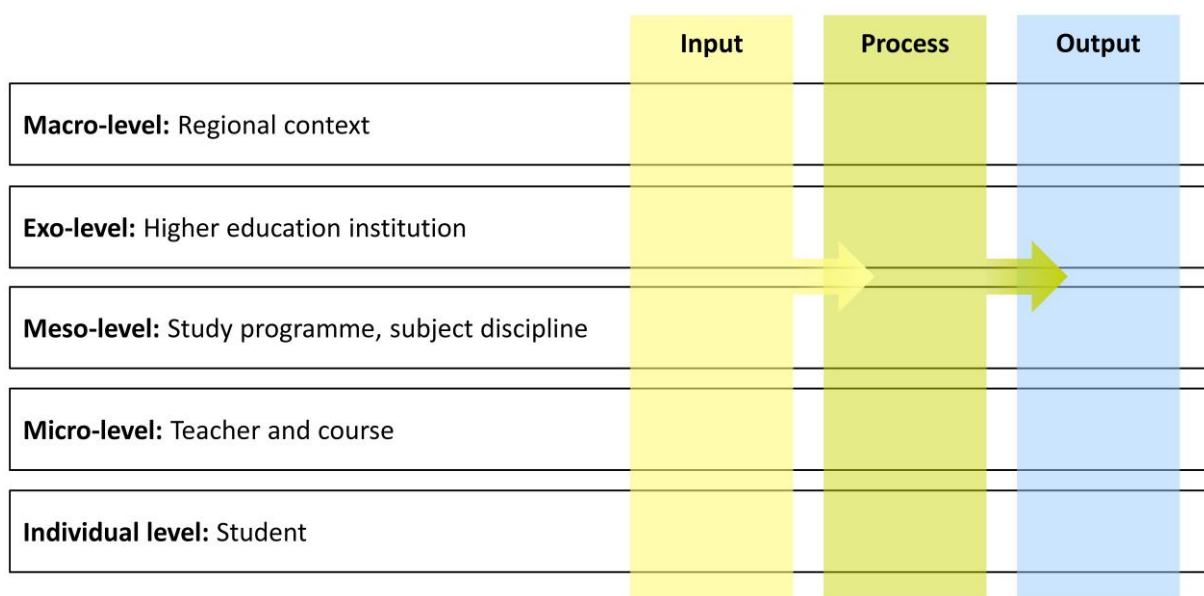 Input Process Output
Macro-level: Regional context
Exo-level: Higher education institution
Meso-level: Study programme, subject discipline
Micro-level: Teacher and course
Individual level: Student